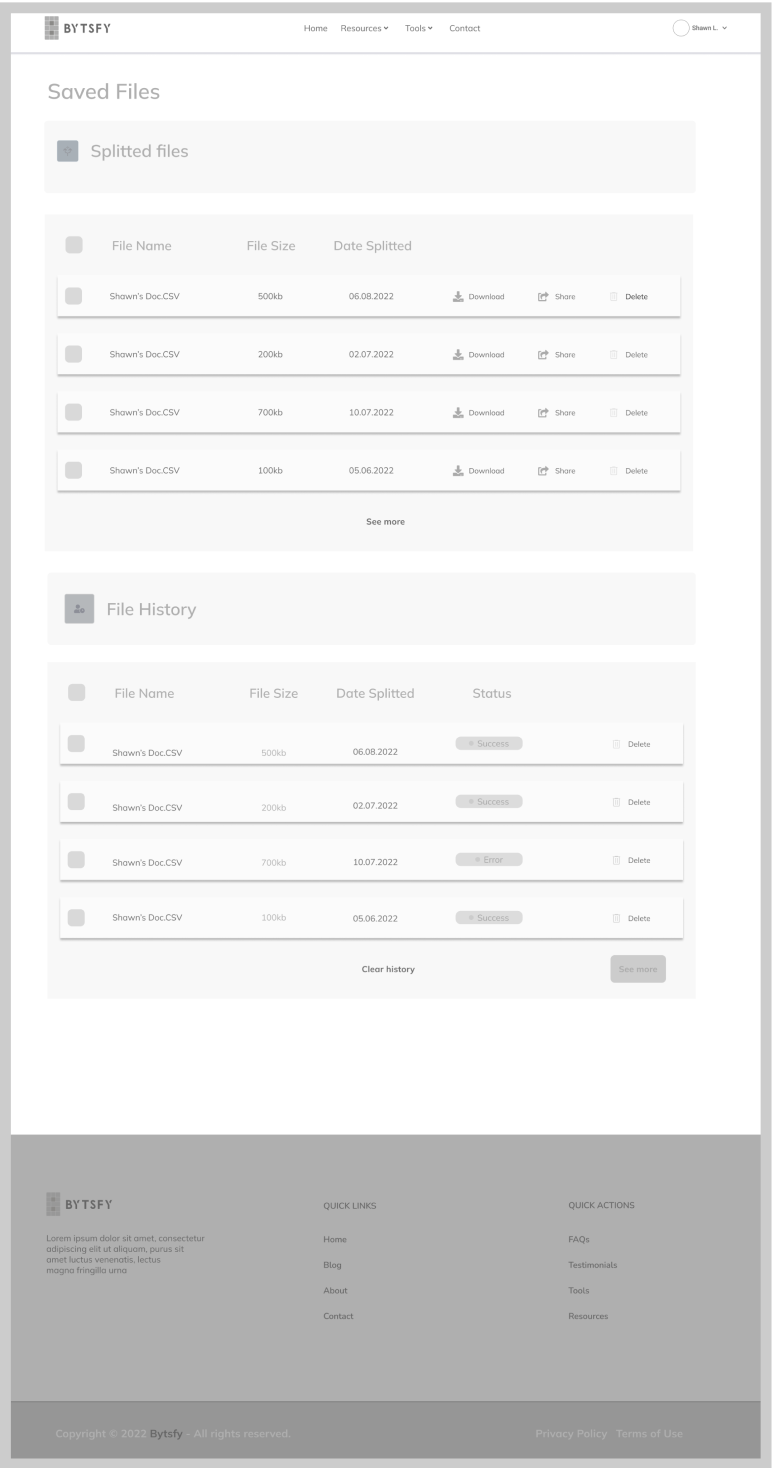 BYTSFY Home Resources Tools Contact Shawn L.
Saved Files
Splitted files
File Name File Size Date Splitted
Shawn's Doc.CSV 500kb 06.08.2022 Download Share Delete
Shawn's Doc.CSV 200kb 02.07.2022 Download Share Delete
Shawn's Doc.CSV 700kb 10.07.2022 Download Share Delete
Shawn's Doc.CSV 100kb 05.06.2022 Download Share Delete
See more
File History
File Name File Size Date Splitted Status
Shawn's Doc.CSV 500kb 06.08.2022 Success Delete
Shawn's Doc.CSV 200kb 02.07.2022 Success Delete
Shawn's Doc.CSV 700kb 10.07.2022 Error Delete
Shawn's Doc.CSV 100kb 05.06.2022 Success Delete
Clear history See more
BYTSFY
Lorem ipsum dolor sit amet, consectetur
adipiscing elit ut aliquam, purus sit
amet luctus venenatis, lectus
magna fringilla urna
QUICK LINKS
Home
Blog
About
Contact
QUICK ACTIONS
FAQs
Testimonials
Tools
Resources
Copyright © 2022 Bytsfy - All rights reserved. Privacy Policy Terms of Use